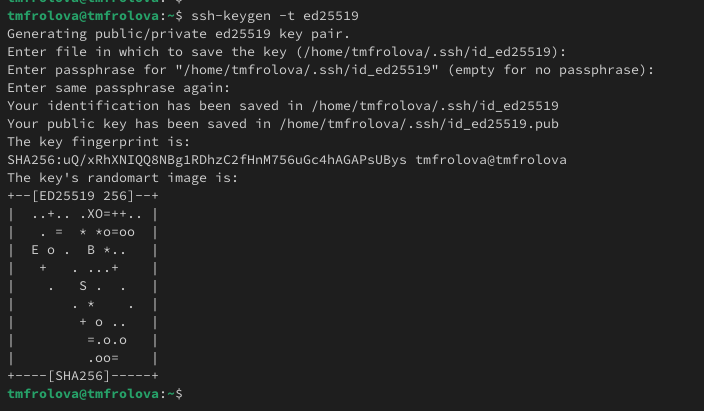 tmfrolova@tmfrolova:~$ ssh-keygen -t ed25519
Generating public/private ed25519 key pair.
Enter file in which to save the key (/home/tmfrolova/.ssh/id_ed25519):
Enter passphrase for "/home/tmfrolova/.ssh/id_ed25519" (empty for no passphrase):
Enter same passphrase again:
Your identification has been saved in /home/tmfrolova/.ssh/id_ed25519
Your public key has been saved in /home/tmfrolova/.ssh/id_ed25519.pub
The key fingerprint is:
SHA256:uQ/xRhXNIQQ8NBg1RDhzC2fHnM756uGc4hAGAPsUBys tmfrolova@tmfrolova
The key's randomart image is:
+--[ED25519 256]--+
|  ..+.. .XO=++.. |
|   . =  * *o=oo  |
|  E o .  B *..   |
|   +   . ...+    |
|    .   S .  .   |
|       . *    .  |
|        + o ..   |
|         =.o.o   |
|         .oo=    |
+----[SHA256]-----+
tmfrolova@tmfrolova:~$